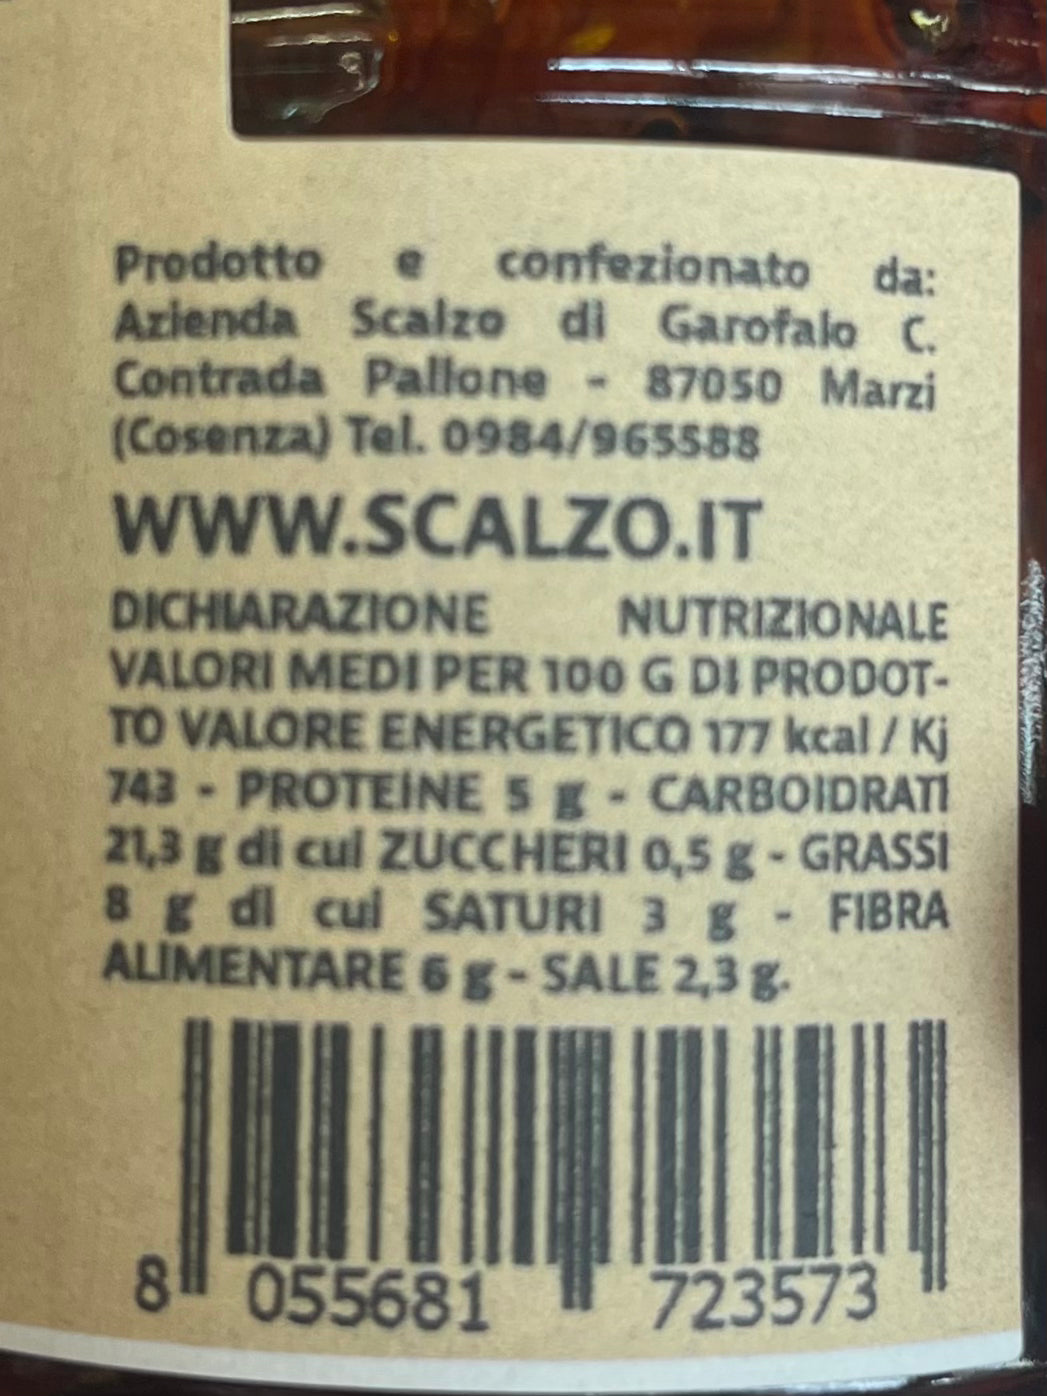 Prodotto e confezionato da:
Azienda Scalzo di Garofalo C.
Contrada Pallone - 87050 Marzi
(Cosenza) Tel. 0984/965588
WWW.SCALZO.IT
DICHIARAZIONE NUTRIZIONALE
VALORI MEDI PER 100 G DI PRODOT-
TO VALORE ENERGETICO 177 kcal / Kj
743 - PROTEINE 5 g - CARBOIDRATI
21,3 g di cui ZUCCHERI 0,5 g - GRASSI
8 g di cui SATURI 3 g - FIBRA
ALIMENTARE 6 g - SALE 2,3 g.
8 055681 723573